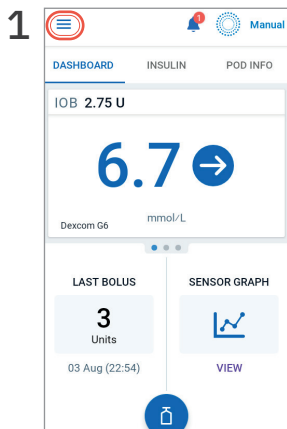 1
1 Manual
DASHBOARD INSULIN POD INFO
IOB 2.75 U
6.7
Dexcom G6 mmol/L
LAST BOLUS SENSOR GRAPH
3
Units
03 Aug (22:54) VIEW